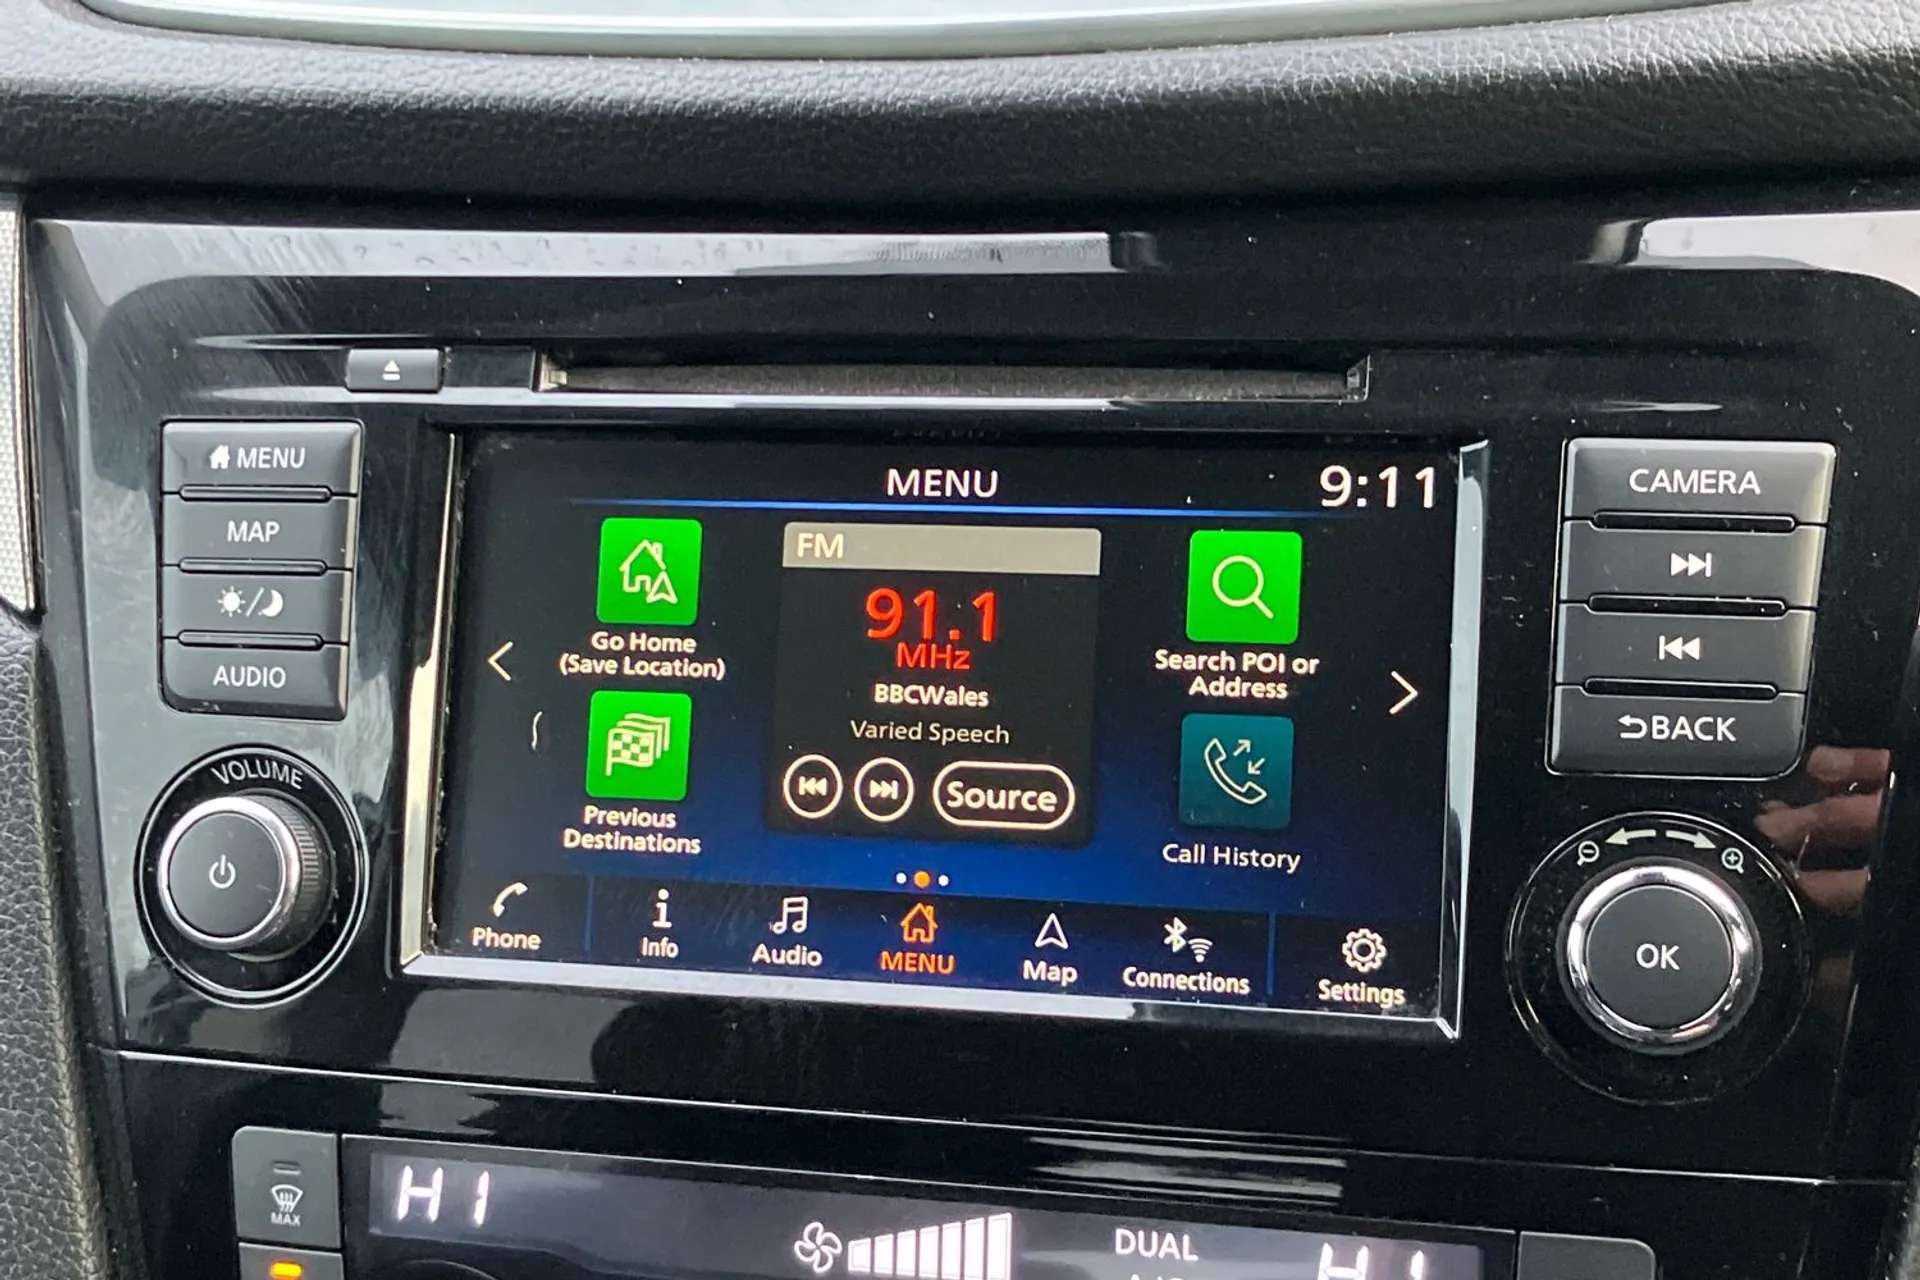 MENU
MAP
AUDIO
VOLUME
MENU
9:11
Go Home
(Save Location)
Previous
Destinations
FM
91.1
MHz
BBCWales
Varied Speech
Source
Search POI or
Address
Call History
Phone
Info
Audio
MENU
Map
Connections
Settings
CAMERA
BACK
OK
MAX
HI
DUAL
HI